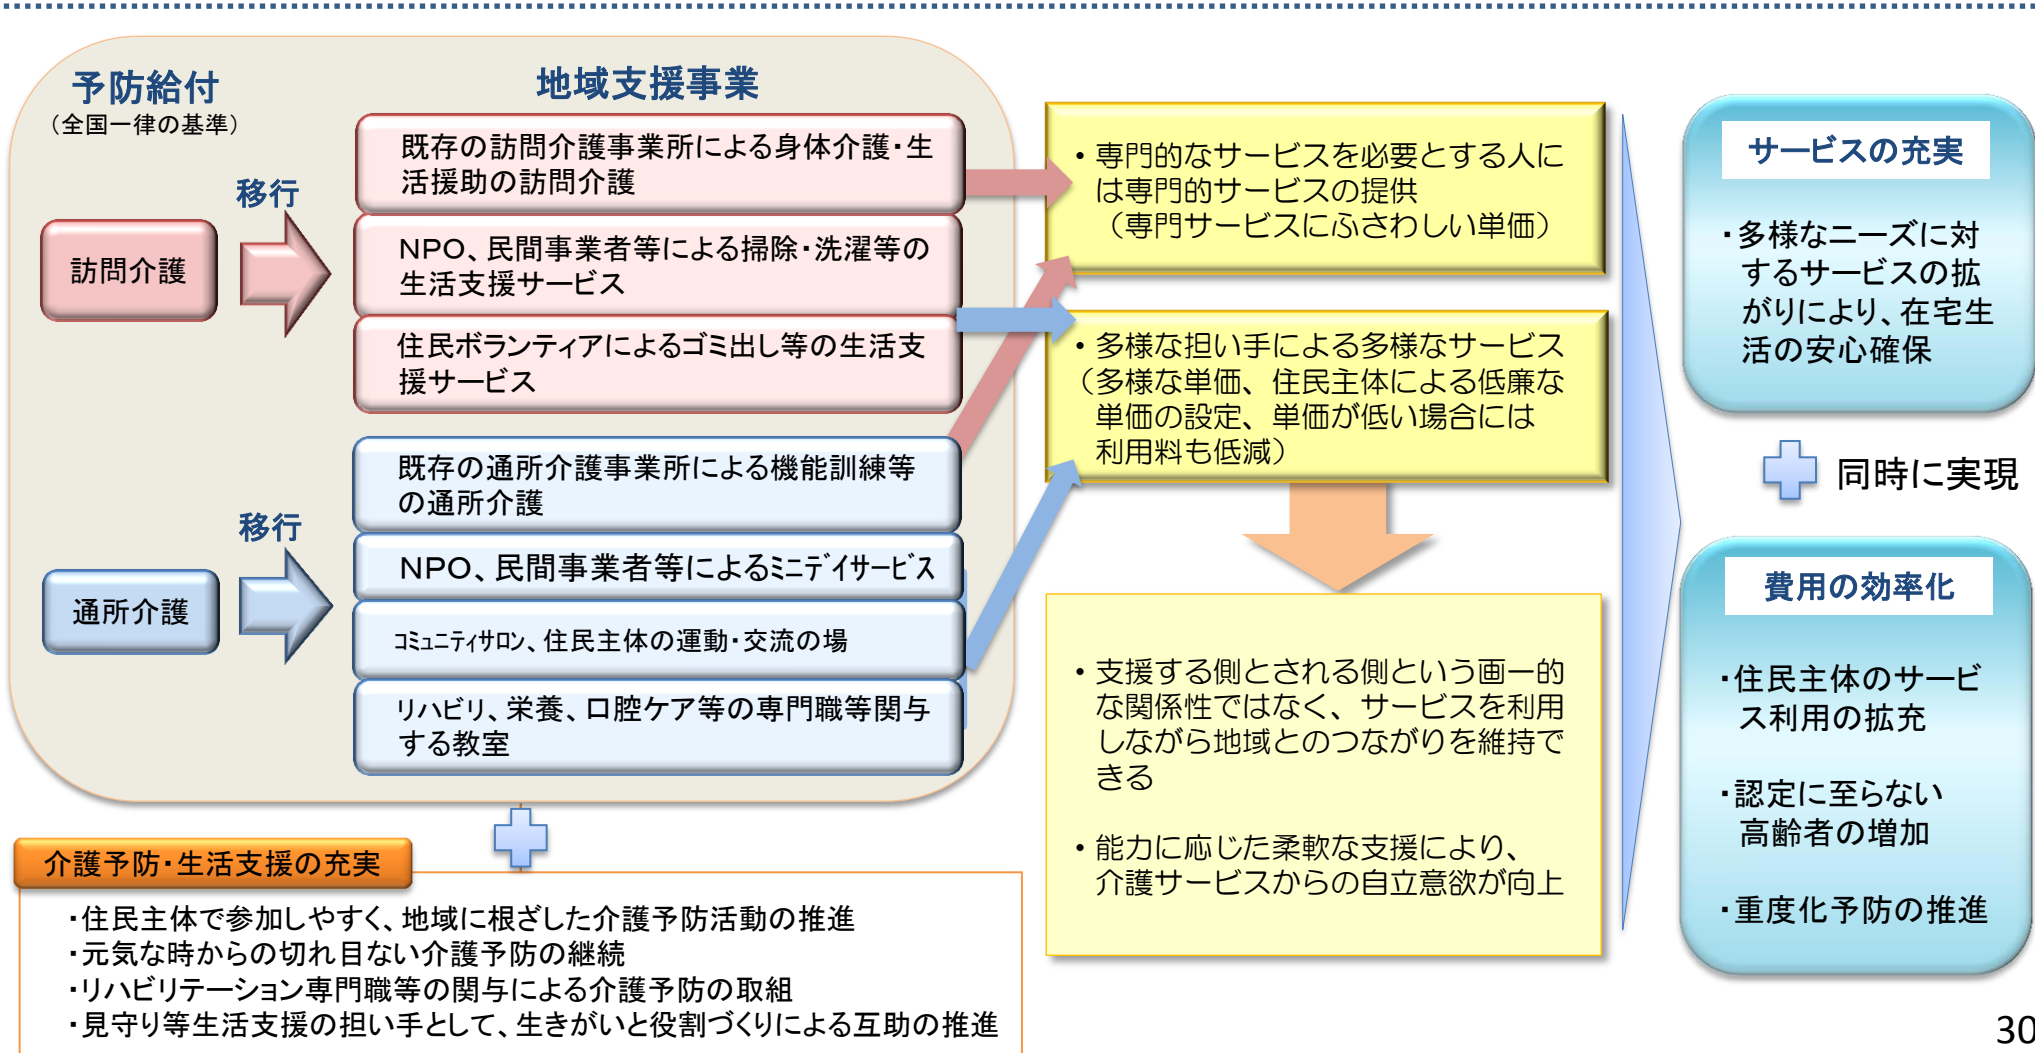 予防給付
（全国一律の基準）
地域支援事業
移行
訪問介護
既存の訪問介護事業所による身体介護・生
活援助の訪問介護
ＮＰＯ、民間事業者等による掃除・洗濯等の
生活支援サービス
住民ボランティアによるゴミ出し等の生活支
援サービス
移行
通所介護
既存の通所介護事業所による機能訓練等
の通所介護
ＮＰＯ、民間事業者等によるﾐﾆﾃﾞｲｻｰﾋﾞｽ
ｺﾐｭﾆﾃｨｻﾛﾝ、住民主体の運動・交流の場
リハビリ、栄養、口腔ケア等の専門職等関与
する教室
・専門的なサービスを必要とする人に
は専門的サービスの提供
（専門サービスにふさわしい単価）
・多様な担い手による多様なサービス
（多様な単価、住民主体による低廉な
単価の設定、単価が低い場合には
利用料も低減）
・支援する側とされる側という画一的
な関係性ではなく、サービスを利用
しながら地域とのつながりを維持で
きる
・能力に応じた柔軟な支援により、
介護サービスからの自立意欲が向上
サービスの充実
・多様なニーズに対
するサービスの拡
がりにより、在宅生
活の安心確保
同時に実現
費用の効率化
・住民主体のサービ
ス利用の拡充
・認定に至らない
高齢者の増加
・重度化予防の推進
介護予防・生活支援の充実
・住民主体で参加しやすく、地域に根ざした介護予防活動の推進
・元気な時からの切れ目ない介護予防の継続
・リハビリテーション専門職等の関与による介護予防の取組
・見守り等生活支援の担い手として、生きがいと役割づくりによる互助の推進
30